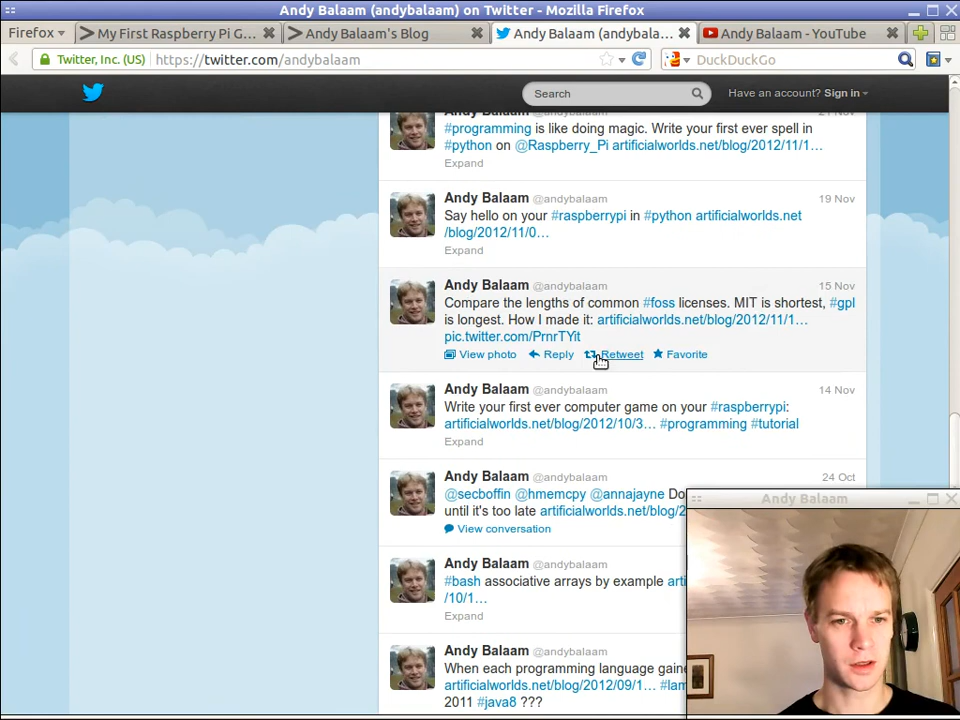 Andy Balaam (andybalaam) on Twitter - Mozilla Firefox
Firefox
My First Raspberry Pi G...
Andy Balaam's Blog
Andy Balaam (andybala...
Andy Balaam - YouTube
Twitter, Inc. (US)
https://twitter.com/andybalaam
DuckDuckGo
Search
Have an account? Sign in
Andy Balaam @andybalaam 21 Nov
#programming is like doing magic. Write your first ever spell in
#python on @Raspberry_Pi artificialworlds.net/blog/2012/11/1…
Expand
Andy Balaam @andybalaam 19 Nov
Say hello on your #raspberrypi in #python artificialworlds.net
/blog/2012/11/0…
Expand
Andy Balaam @andybalaam 15 Nov
Compare the lengths of common #foss licenses. MIT is shortest, #gpl
is longest. How I made it: artificialworlds.net/blog/2012/11/1…
pic.twitter.com/PrnrTYit
View photo Reply Retweet Favorite
Andy Balaam @andybalaam 14 Nov
Write your first ever computer game on your #raspberrypi:
artificialworlds.net/blog/2012/10/3… #programming #tutorial
Expand
Andy Balaam @andybalaam 24 Oct
@secboffin @hmemcpy @annajayne Do
until it's too late artificialworlds.net/blog/2
View conversation
Andy Balaam @andybalaam
#bash associative arrays by example arti
/10/1…
Expand
Andy Balaam @andybalaam
When each programming language gaine
artificialworlds.net/blog/2012/09/1… #lam
2011 #java8 ???
Andy Balaam